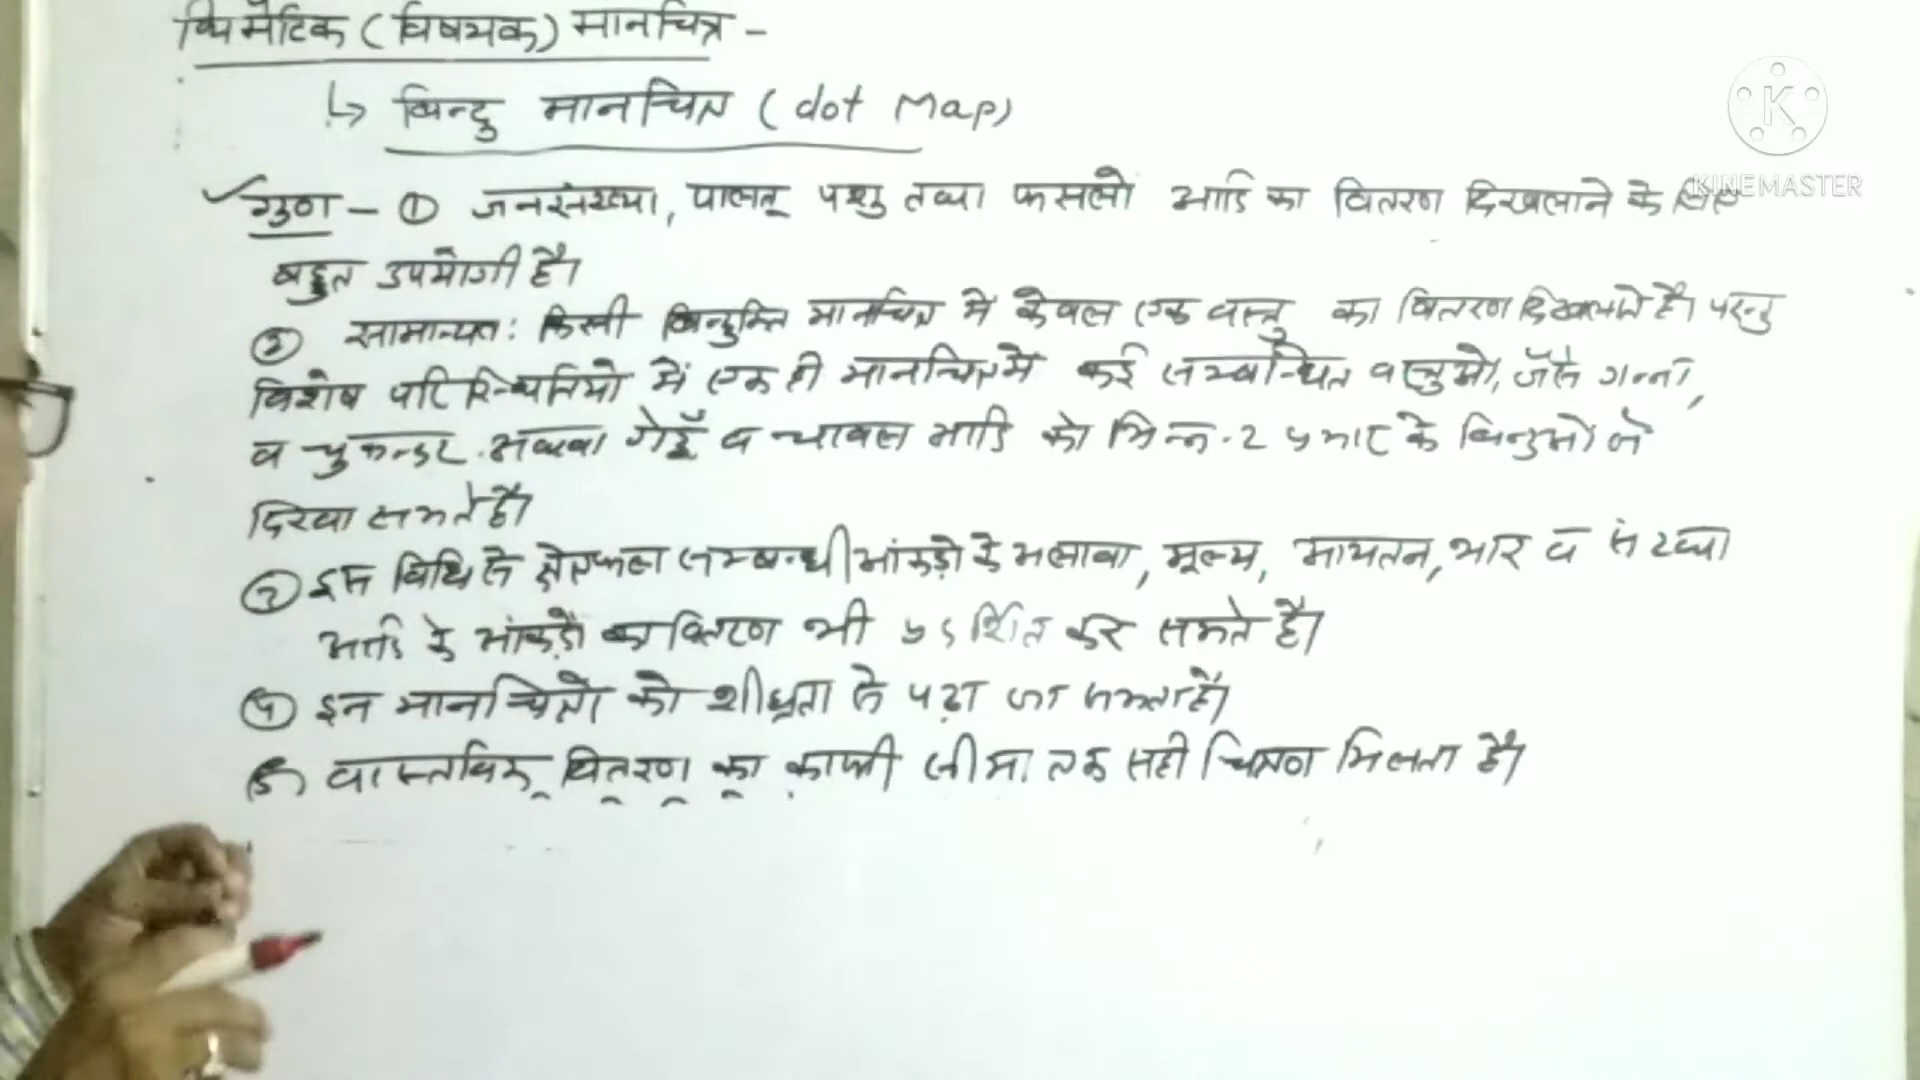 थिमैटिक (विषयक) मानचित्र -
↳ बिन्दु मानचित्र (dot Map)
गुण - ① जनसंख्या, पालतू पशु तथा फसलों आदि का वितरण दिखलाने के लिए
बहुत उपयोगी है।
② सामान्यत: किसी बिन्दुकित मानचित्र में केवल एक वस्तु का वितरण दिखलाते है। परन्तु
विशेष परिस्थितियों में एक ही मानचित्र में कई सम्बन्धित वस्तुओं, जैसे गन्ना,
व चुकन्डर अथवा गेहूँ व चावल आदि को भिन्न-2 प्रकार के बिन्दुओं से
दिखा सकते है।
③ इस विधि से क्षेत्रफल सम्बन्धी आंकड़ो के अलावा, मूल्य, आयतन, भार व संख्या
आदि के आंकड़ो का वितरण भी प्रदर्शित कर सकते है।
④ इन मानचित्रो को शीघ्रता से पढ़ा जा सकता है।
⑤ वास्तविक वितरण का काफी सीमा तक सही चित्रण मिलता है।
K
KINEMASTER